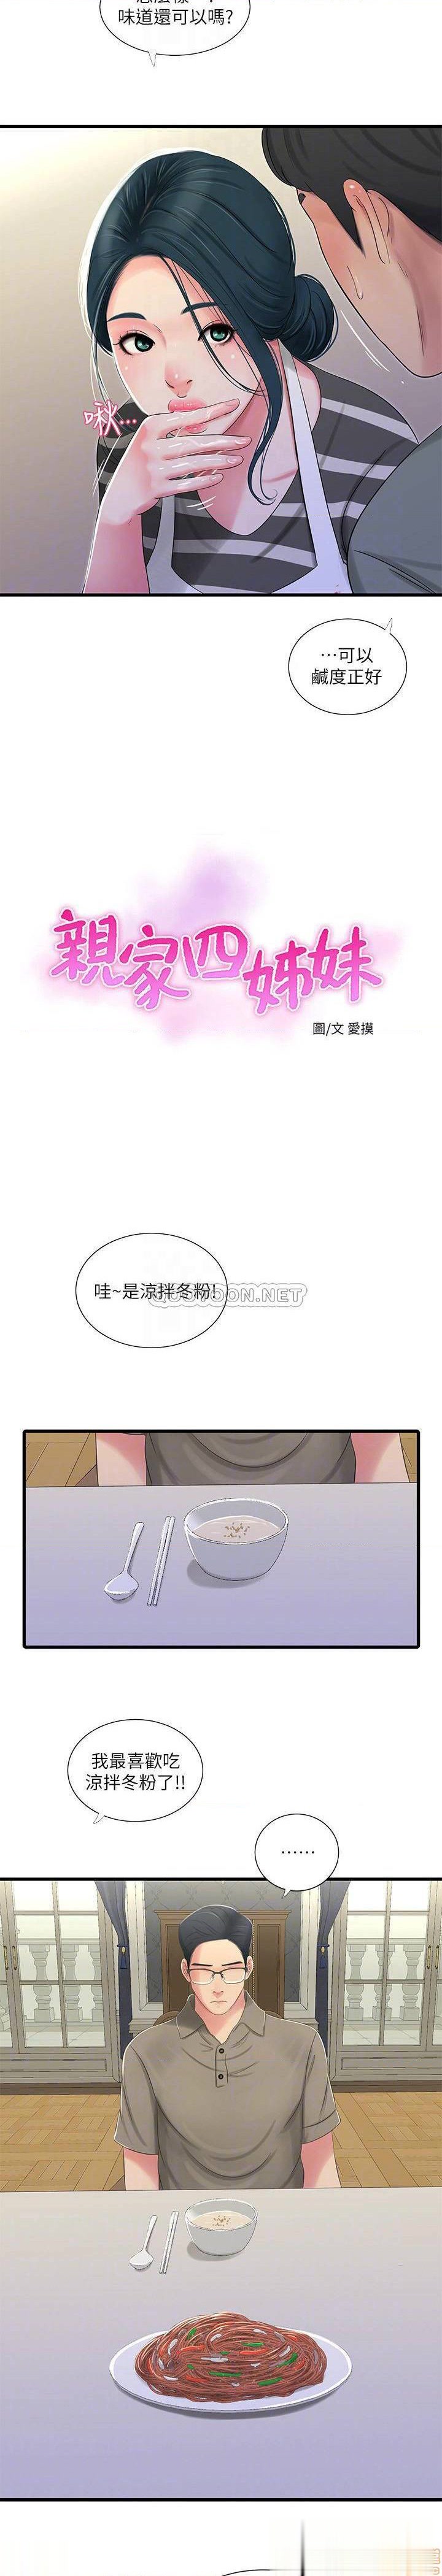 味道還可以嗎?
啾…
…可以
鹹度正好
親家四姊妹
圖/文 愛摸
哇~是涼拌冬粉!
我最喜歡吃
涼拌冬粉了!!
……